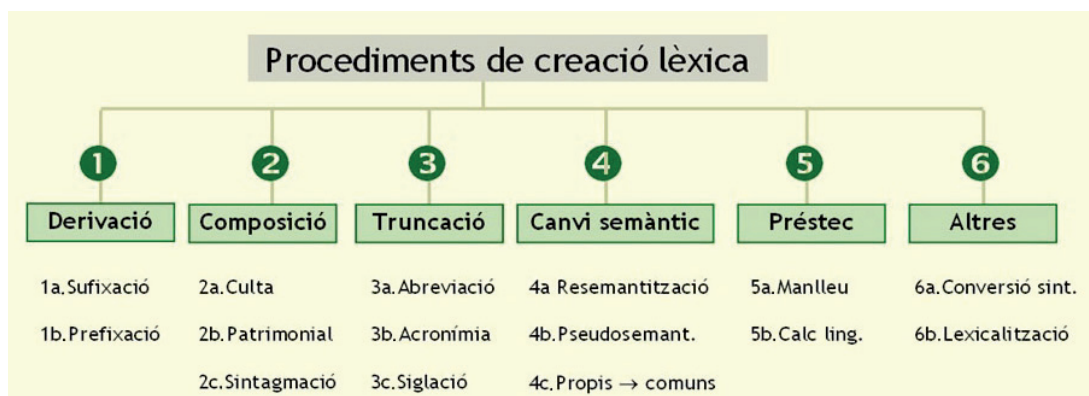 Procediments de creació lèxica
1 2 3 4 5 6
Derivació Composició Truncació Canvi semàntic Préstec Altres
1a.Sufixació 2a.Culta 3a.Abreviació 4a Resemantització 5a.Manlleu 6a.Conversió sint.
1b.Prefixació 2b.Patrimonial 3b.Acronímia 4b.Pseudosemant. 5b.Calc ling. 6b.Lexicalització
2c.Sintagmació 3c.Siglació 4c.Propis → comuns